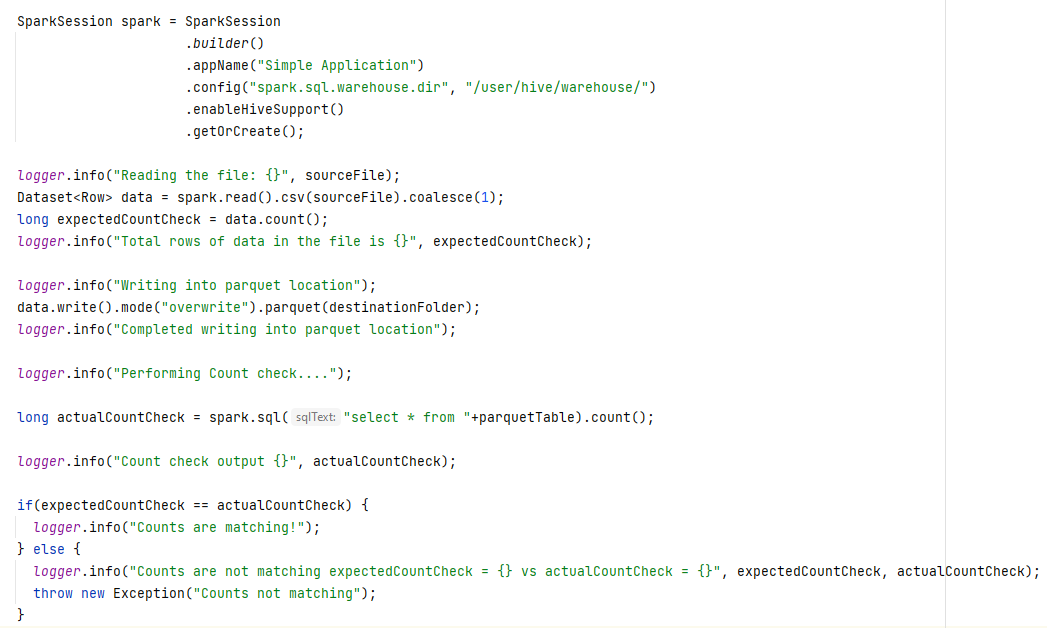 SparkSession spark = SparkSession
.builder()
.appName("Simple Application")
.config("spark.sql.warehouse.dir", "/user/hive/warehouse/")
.enableHiveSupport()
.getOrCreate();
logger.info("Reading the file: {}", sourceFile);
Dataset<Row> data = spark.read().csv(sourceFile).coalesce(1);
long expectedCountCheck = data.count();
logger.info("Total rows of data in the file is {}", expectedCountCheck);
logger.info("Writing into parquet location");
data.write().mode("overwrite").parquet(destinationFolder);
logger.info("Completed writing into parquet location");
logger.info("Performing Count check....");
long actualCountCheck = spark.sql( sqlText: "select * from "+parquetTable).count();
logger.info("Count check output {}", actualCountCheck);
if(expectedCountCheck == actualCountCheck) {
logger.info("Counts are matching!");
} else {
logger.info("Counts are not matching expectedCountCheck = {} vs actualCountCheck = {}", expectedCountCheck, actualCountCheck);
throw new Exception("Counts not matching");
}